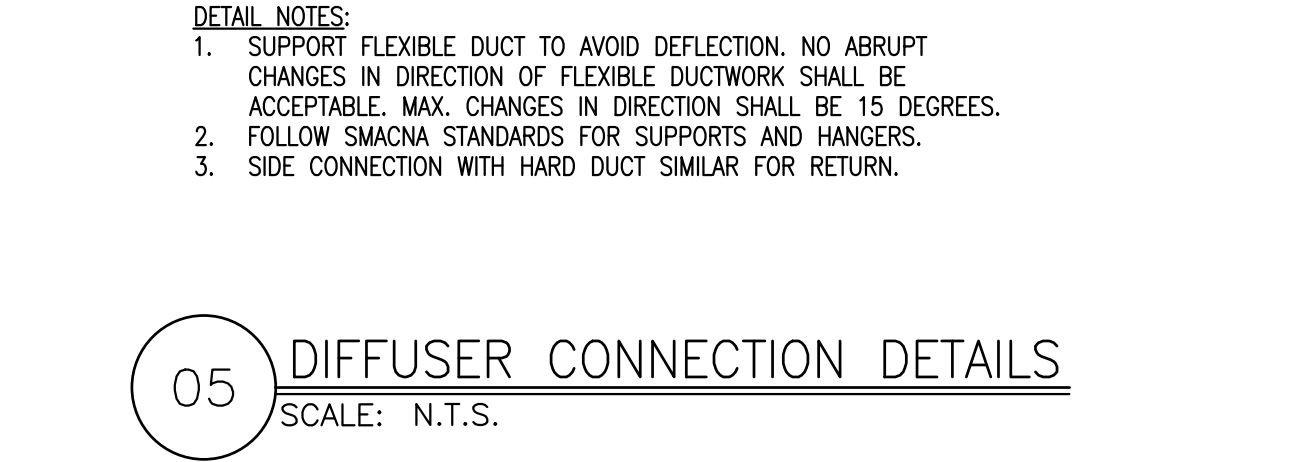 DETAIL NOTES:
1. SUPPORT FLEXIBLE DUCT TO AVOID DEFLECTION. NO ABRUPT
CHANGES IN DIRECTION OF FLEXIBLE DUCTWORK SHALL BE
ACCEPTABLE. MAX. CHANGES IN DIRECTION SHALL BE 15 DEGREES.
2. FOLLOW SMACNA STANDARDS FOR SUPPORTS AND HANGERS.
3. SIDE CONNECTION WITH HARD DUCT SIMILAR FOR RETURN.
05 DIFFUSER CONNECTION DETAILS
SCALE: N.T.S.